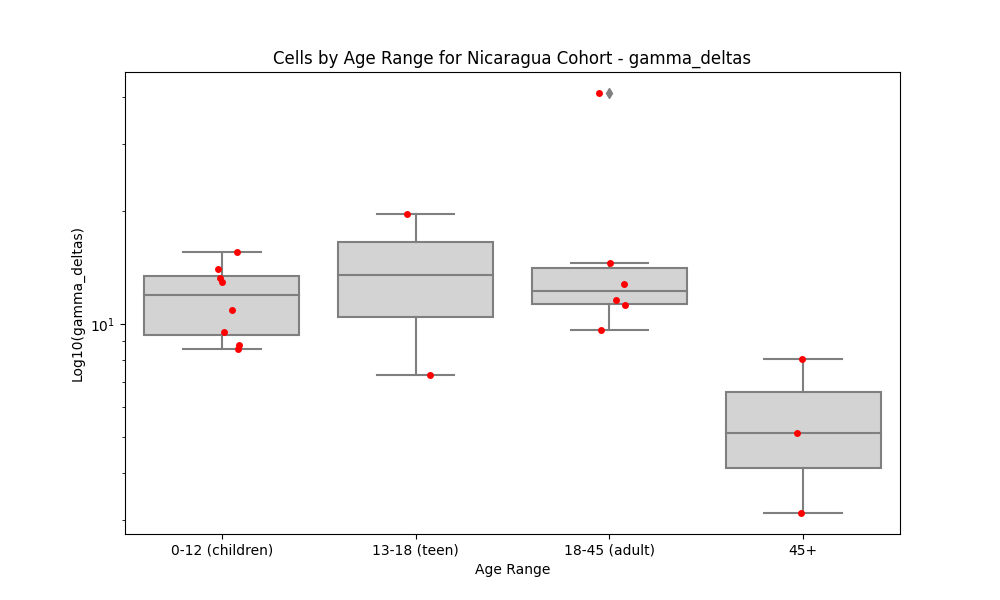 Cells by Age Range for Nicaragua Cohort - gamma_deltas
Log10(gamma_deltas)
10¹
0-12 (children)
13-18 (teen)
18-45 (adult)
45+
Age Range